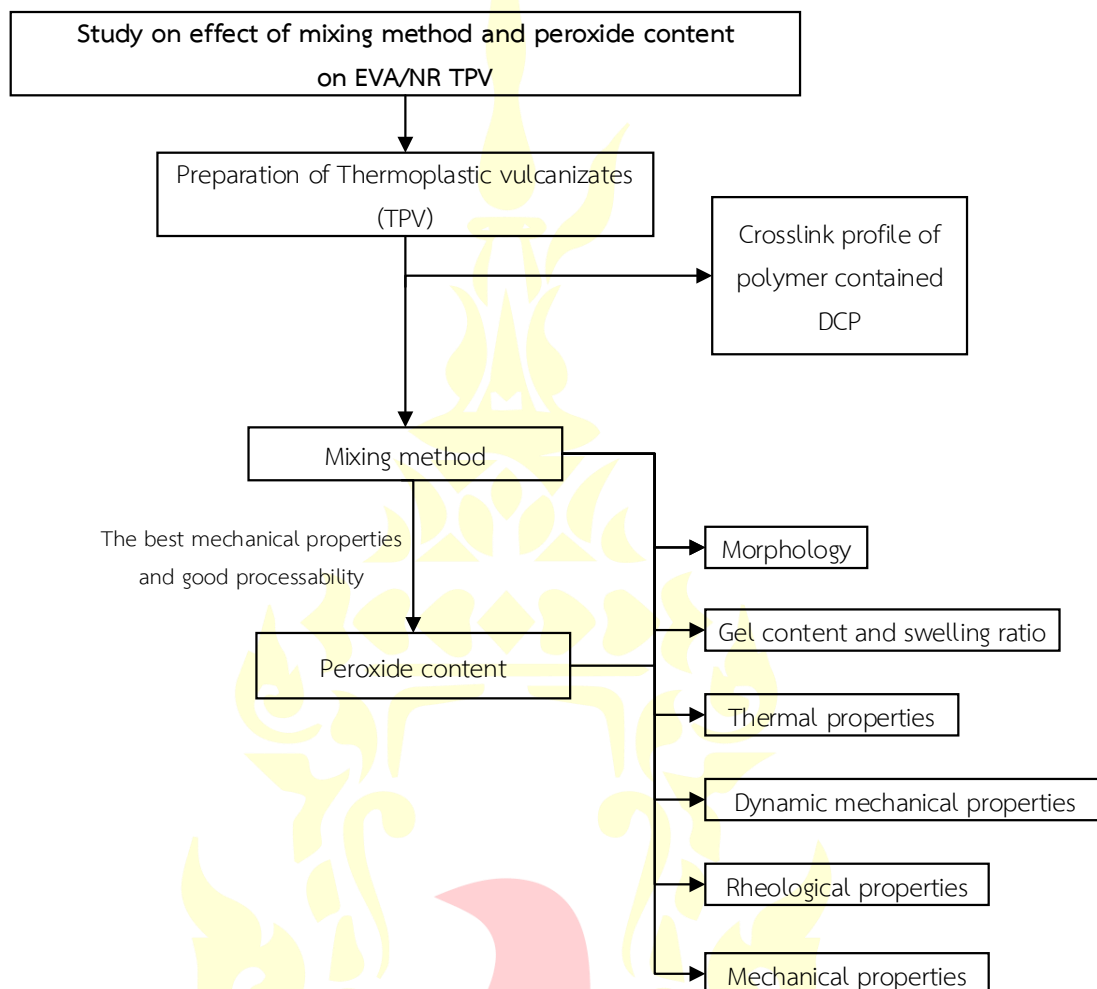 Study on effect of mixing method and peroxide content
on EVA/NR TPV
Preparation of Thermoplastic vulcanizates
(TPV)
Crosslink profile of
polymer contained
DCP
Mixing method
The best mechanical properties
and good processability
Morphology
Gel content and swelling ratio
Peroxide content
Thermal properties
Dynamic mechanical properties
Rheological properties
Mechanical properties